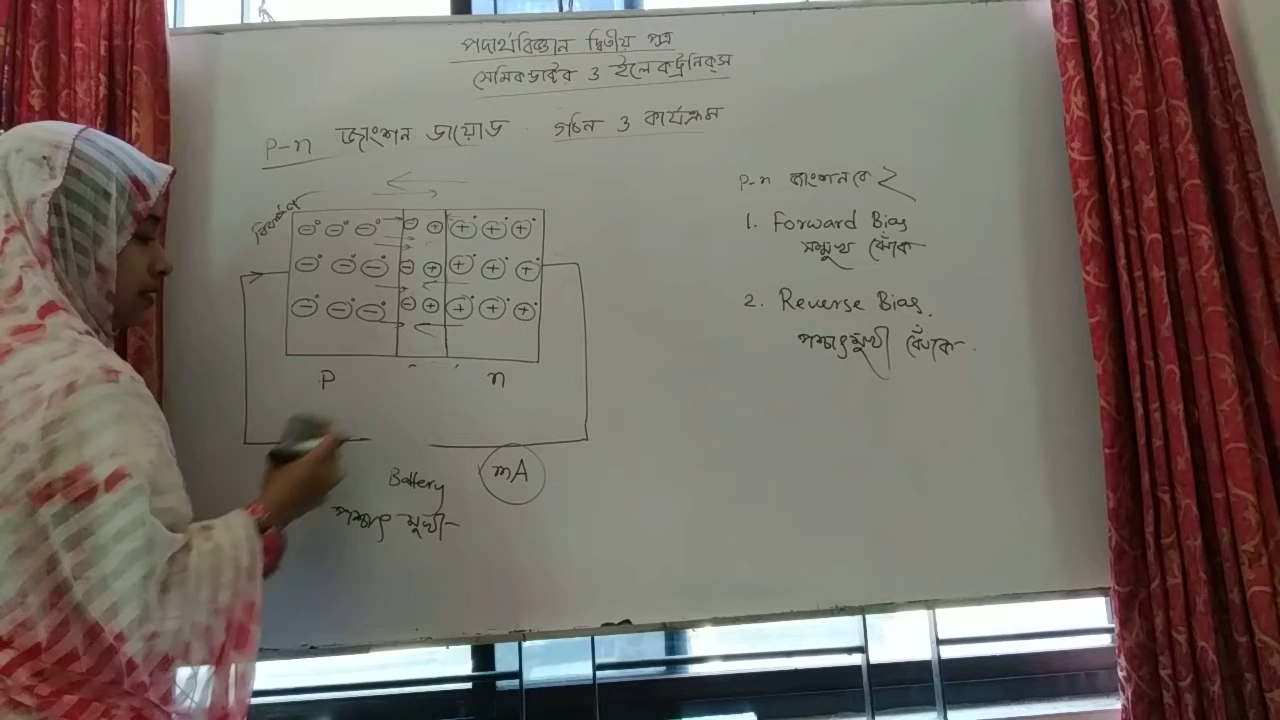 পদার্থবিজ্ঞান দ্বিতীয় পত্র
সেমিকন্ডাক্টর ও ইলেকট্রনিক্স
P-n জাংশন ডায়োড গঠন ও কার্যক্রম
P n
Battery
mA
পশ্চাৎ মুখী
P-n জাংশনকে 2
1. Forward Bias
সম্মুখ ঝোঁক
2. Reverse Bias.
পশ্চাৎমুখী ঝোঁক.